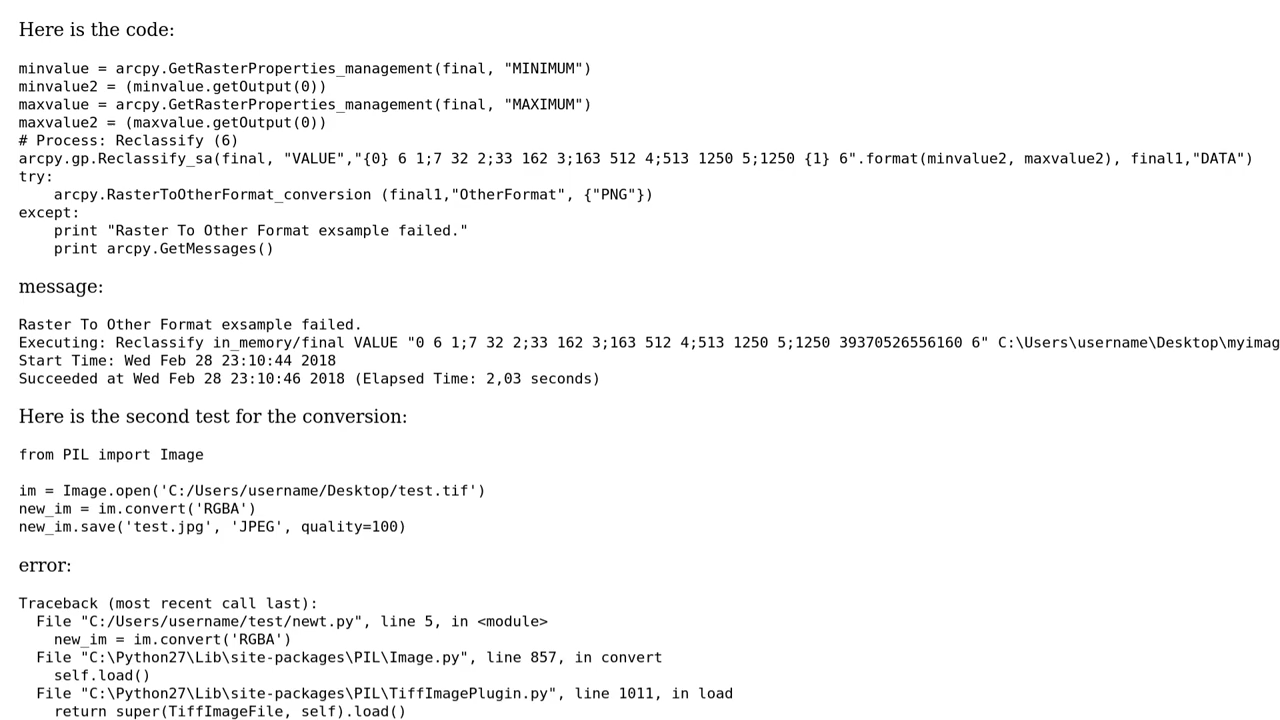 Here is the code:
minvalue = arcpy.GetRasterProperties_management(final, "MINIMUM")
minvalue2 = (minvalue.getOutput(0))
maxvalue = arcpy.GetRasterProperties_management(final, "MAXIMUM")
maxvalue2 = (maxvalue.getOutput(0))
# Process: Reclassify (6)
arcpy.gp.Reclassify_sa(final, "VALUE","{0} 6 1;7 32 2;33 162 3;163 512 4;513 1250 5;1250 {1} 6".format(minvalue2, maxvalue2), final1,"DATA")
try:
    arcpy.RasterToOtherFormat_conversion (final1,"OtherFormat", {"PNG"})
except:
    print "Raster To Other Format exsample failed."
    print arcpy.GetMessages()
message:
Raster To Other Format exsample failed.
Executing: Reclassify in_memory/final VALUE "0 6 1;7 32 2;33 162 3;163 512 4;513 1250 5;1250 39370526556160 6" C:\Users\username\Desktop\myimag
Start Time: Wed Feb 28 23:10:44 2018
Succeeded at Wed Feb 28 23:10:46 2018 (Elapsed Time: 2,03 seconds)
Here is the second test for the conversion:
from PIL import Image
im = Image.open('C:/Users/username/Desktop/test.tif')
new_im = im.convert('RGBA')
new_im.save('test.jpg', 'JPEG', quality=100)
error:
Traceback (most recent call last):
  File "C:/Users/username/test/newt.py", line 5, in <module>
    new_im = im.convert('RGBA')
  File "C:\Python27\Lib\site-packages\PIL\Image.py", line 857, in convert
    self.load()
  File "C:\Python27\Lib\site-packages\PIL\TiffImagePlugin.py", line 1011, in load
    return super(TiffImageFile, self).load()